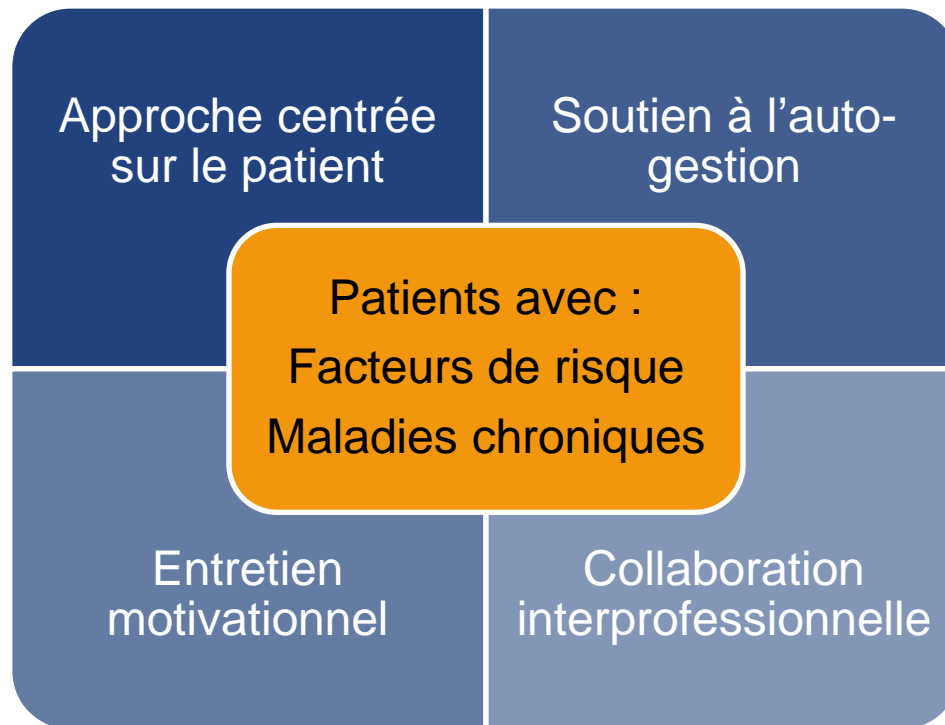 Approche centrée
sur le patient
Soutien à l’auto-
gestion
Patients avec :
Facteurs de risque
Maladies chroniques
Entretien
motivationnel
Collaboration
interprofessionnelle